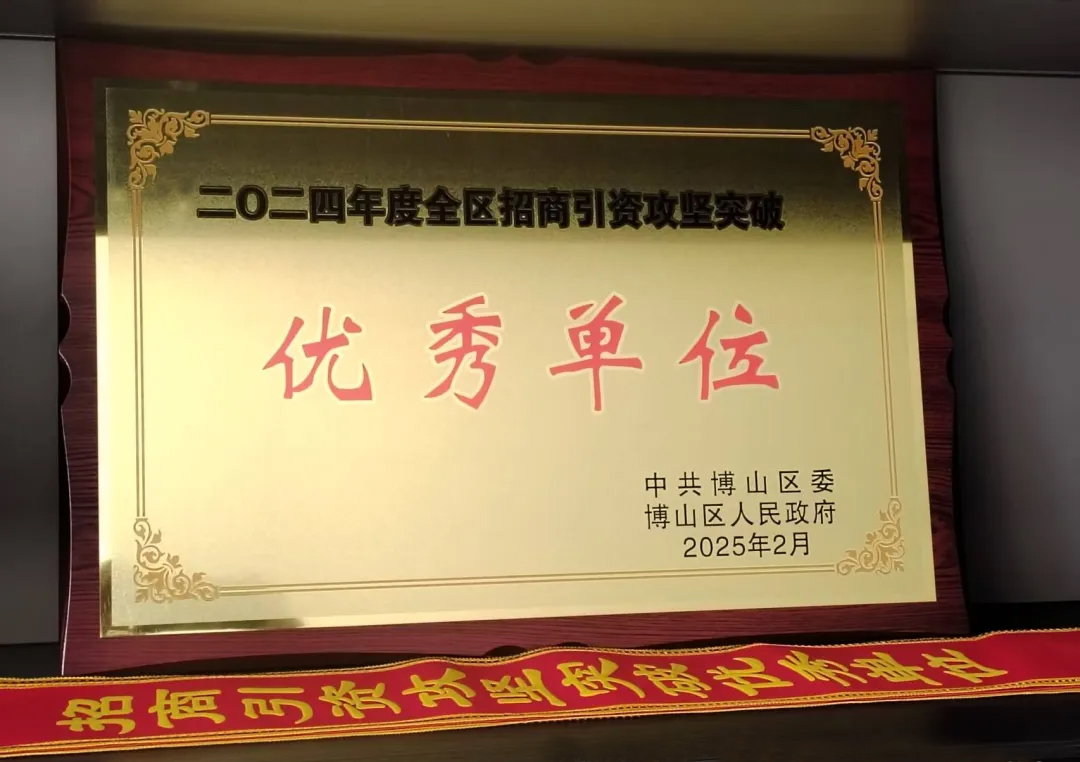 二〇二四年度全区招商引资攻坚突破
优秀单位
中共博山区委
博山区人民政府
2025年2月
招商引资攻坚突破优秀单位